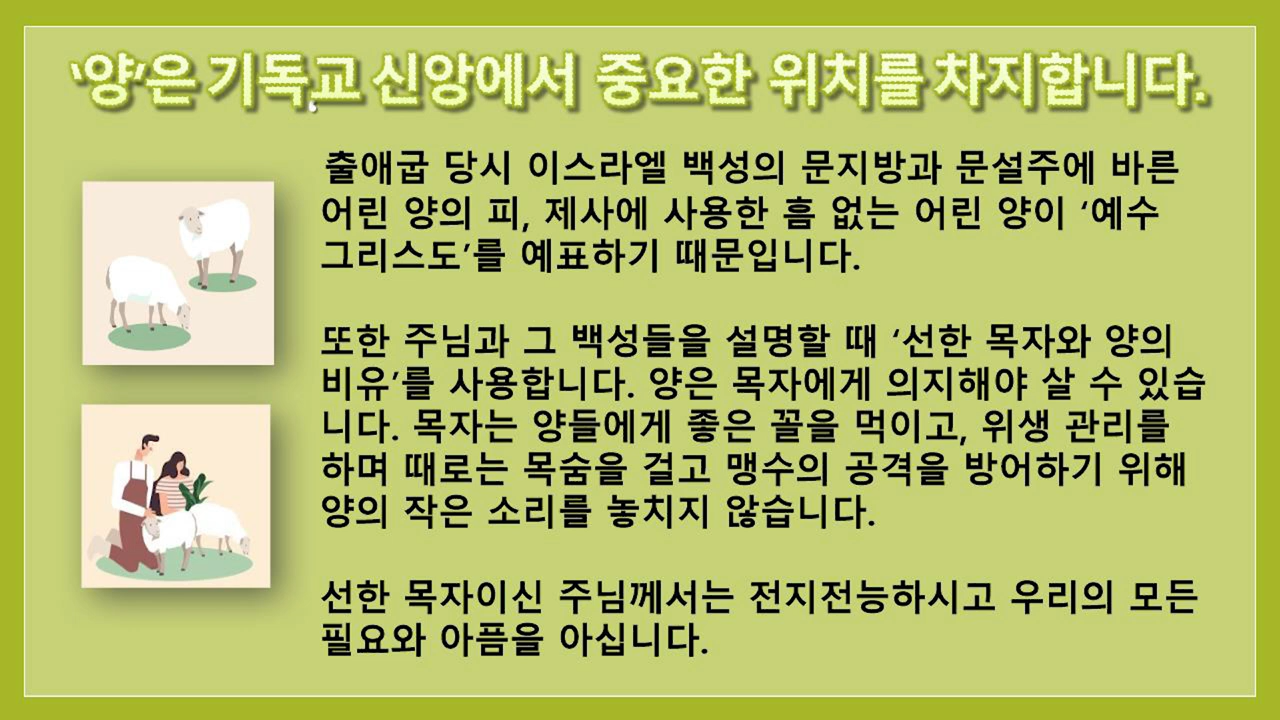 ‘양’은 기독교 신앙에서 중요한 위치를 차지합니다.
출애굽 당시 이스라엘 백성의 문지방과 문설주에 바른
어린 양의 피, 제사에 사용한 흠 없는 어린 양이 ‘예수
그리스도’를 예표하기 때문입니다.
또한 주님과 그 백성들을 설명할 때 ‘선한 목자와 양의
비유’를 사용합니다. 양은 목자에게 의지해야 살 수 있습
니다. 목자는 양들에게 좋은 꼴을 먹이고, 위생 관리를
하며 때로는 목숨을 걸고 맹수의 공격을 방어하기 위해
양의 작은 소리를 놓치지 않습니다.
선한 목자이신 주님께서는 전지전능하시고 우리의 모든
필요와 아픔을 아십니다.